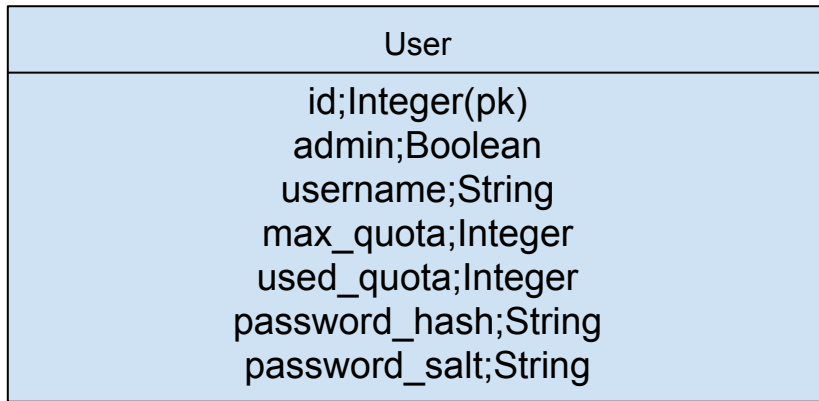 User
id;Integer(pk)
admin;Boolean
username;String
max_quota;Integer
used_quota;Integer
password_hash;String
password_salt;String